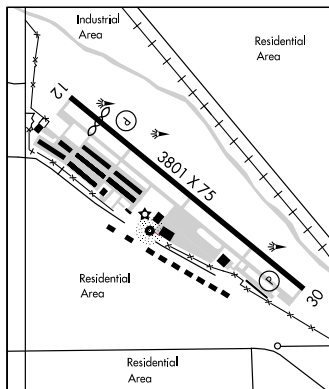 Industrial
Area
Residential
Area
12
P
3801 X 75
P
30
Residential
Area
Residential
Area